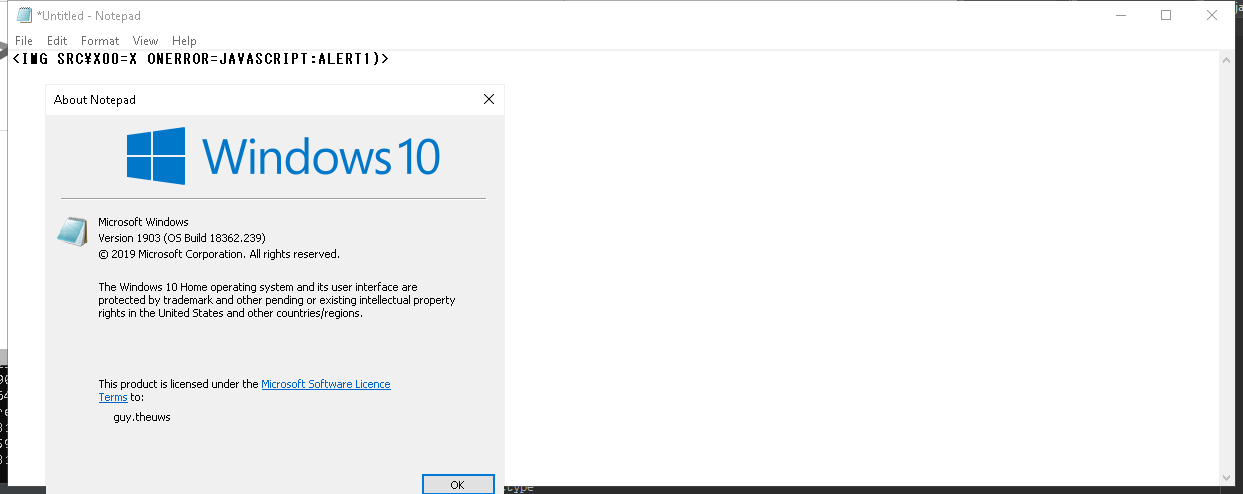 *Untitled - Notepad
File Edit Format View Help
<IMG SRC¥X00=X ONERROR=JAVASCRIPT:ALERT1)>
About Notepad
Windows 10
Microsoft Windows
Version 1903 (OS Build 18362.239)
© 2019 Microsoft Corporation. All rights reserved.
The Windows 10 Home operating system and its user interface are
protected by trademark and other pending or existing intellectual property
rights in the United States and other countries/regions.
This product is licensed under the Microsoft Software Licence
Terms to:
guy.theuws
OK